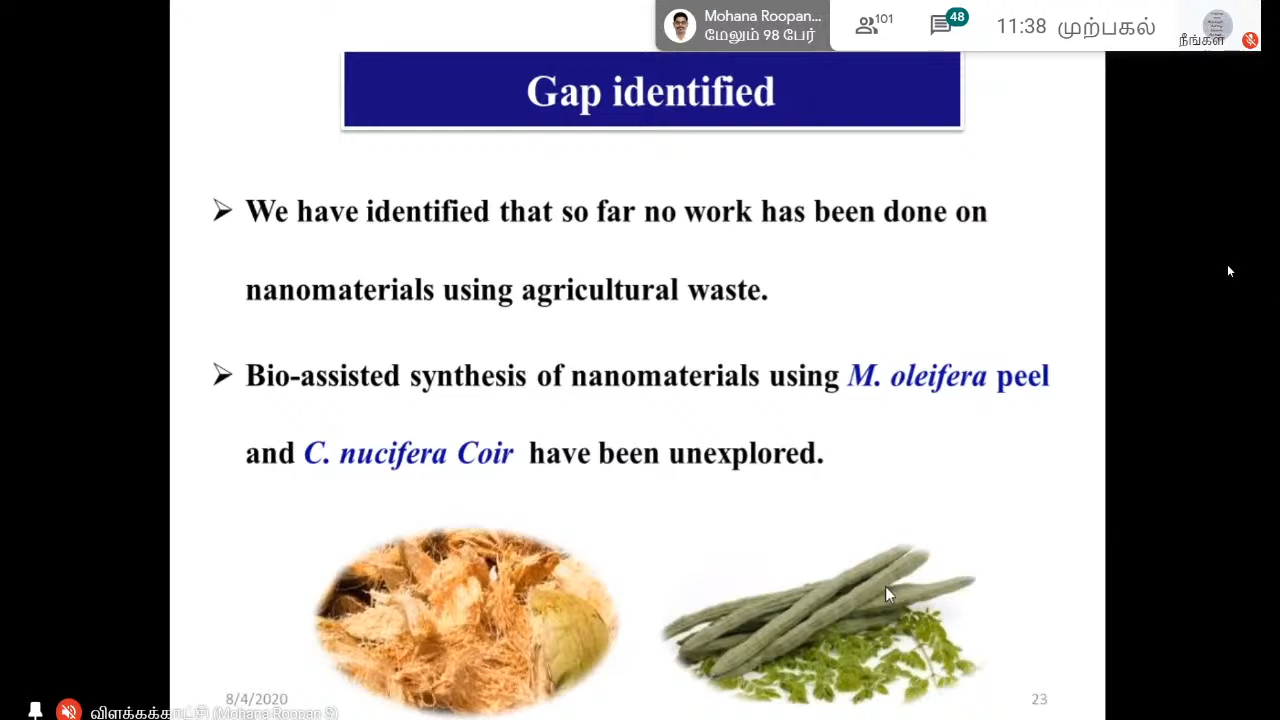 Mohana Roopan...
மேலும் 98 பேர்
101
48
11:38 முற்பகல்
நீங்கள்
Gap identified
We have identified that so far no work has been done on
nanomaterials using agricultural waste.
Bio-assisted synthesis of nanomaterials using M. oleifera peel
and C. nucifera Coir have been unexplored.
8/4/2020
23
விளக்கக்காட்சி (Mohana Roopan S)